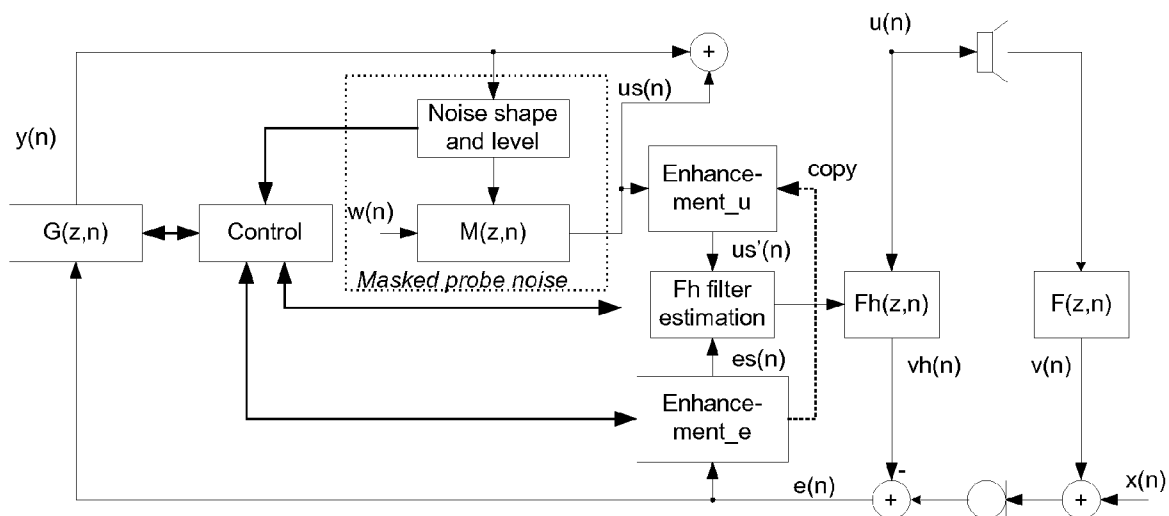 u(n)
+
us(n)
Noise shape
and level
y(n)
Enhance-
ment_u
copy
w(n)
G(z,n)
Control
M(z,n)
us'(n)
Masked probe noise
Fh filter
estimation
Fh(z,n)
F(z,n)
es(n)
vh(n)
v(n)
Enhance-
ment_e
-
x(n)
e(n)
+
+